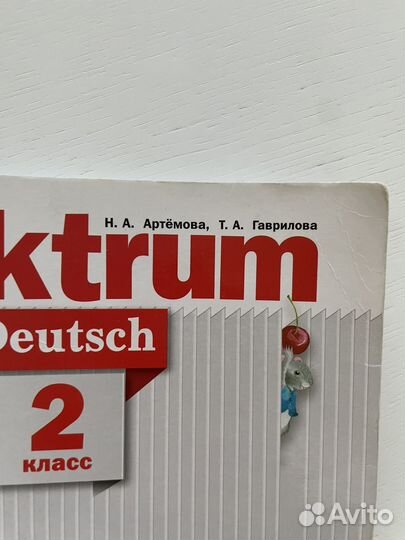 Н. А. Артёмова, Т. А. Гаврилова
ktrum
Deutsch
2
класс
Avito